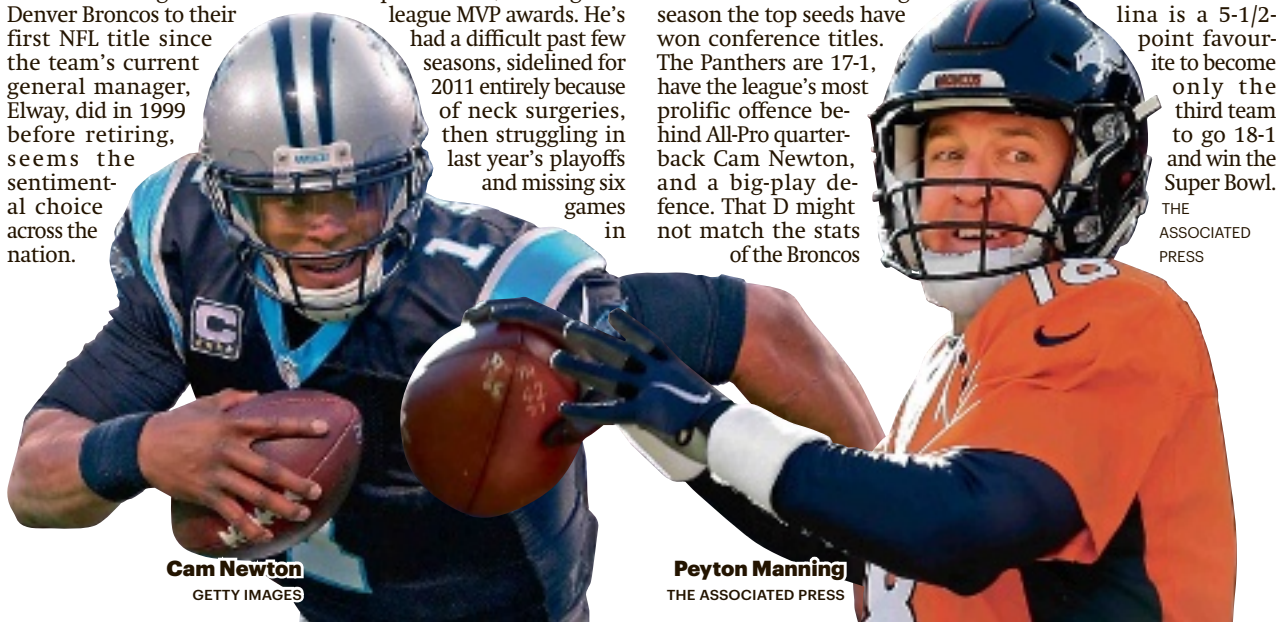 Denver Broncos to their
first NFL title since
the team's current
general manager,
Elway, did in 1999
before retiring,
seems the
sentiment-
al choice
across the
nation.
league MVP awards. He's
had a difficult past few
seasons, sidelined for
2011 entirely because
of neck surgeries,
then struggling in
last year's playoffs
and missing six
games
in
season the top seeds have
won conference titles.
The Panthers are 17-1,
have the league's most
prolific offence be-
hind All-Pro quarter-
back Cam Newton,
and a big-play de-
fence. That D might
not match the stats
of the Broncos
lina is a 5-1/2-
point favour-
ite to become
only the
third team
to go 18-1
and win the
Super Bowl.
THE
ASSOCIATED
PRESS
1
C
18
Cam Newton
GETTY IMAGES
Peyton Manning
THE ASSOCIATED PRESS